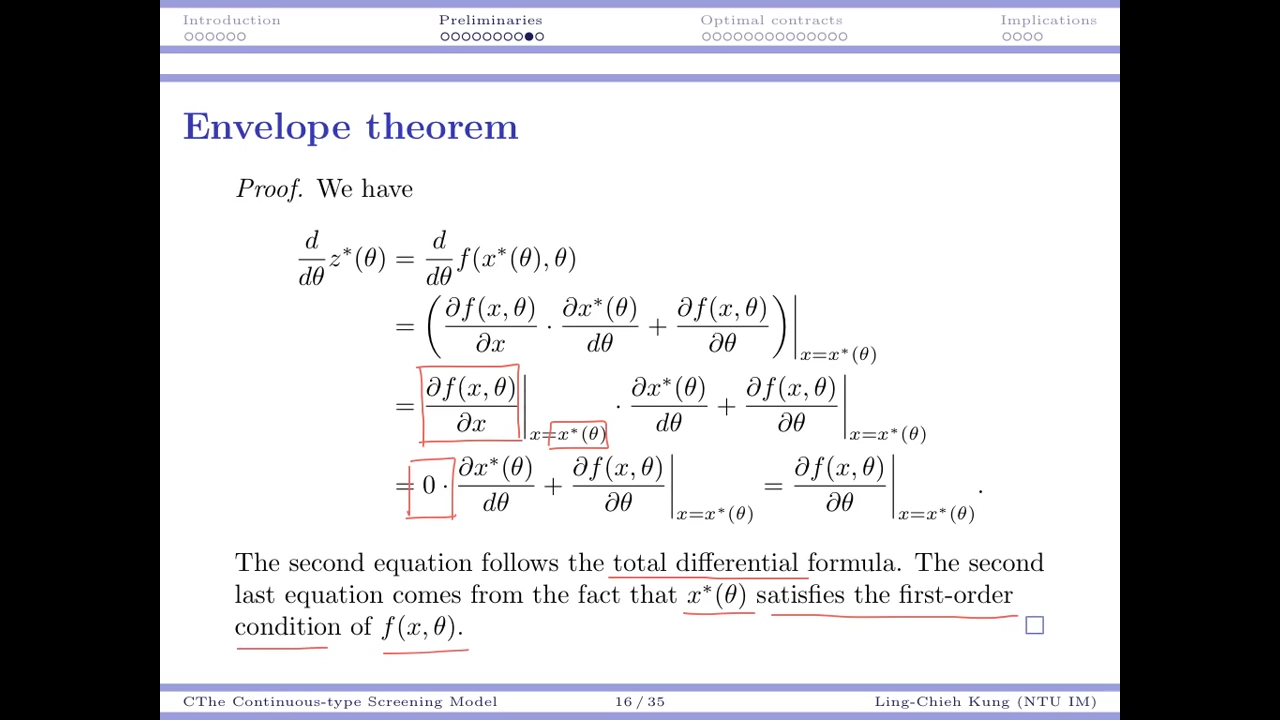 Introduction Preliminaries Optimal contracts Implications
Envelope theorem
Proof. We have
d/dθ z*(θ) = d/dθ f(x*(θ), θ)
= (∂f(x, θ)/∂x · ∂x*(θ)/dθ + ∂f(x, θ)/∂θ)|x=x*(θ)
= ∂f(x, θ)/∂x|x=x*(θ) · ∂x*(θ)/dθ + ∂f(x, θ)/∂θ|x=x*(θ)
= 0 · ∂x*(θ)/dθ + ∂f(x, θ)/∂θ|x=x*(θ) = ∂f(x, θ)/∂θ|x=x*(θ).
The second equation follows the total differential formula. The second
last equation comes from the fact that x*(θ) satisfies the first-order
condition of f(x, θ). □
CThe Continuous-type Screening Model 16 / 35 Ling-Chieh Kung (NTU IM)